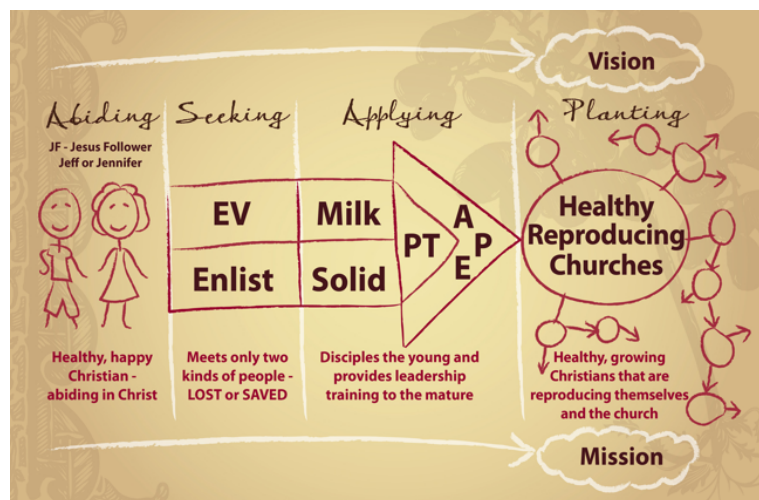 Vision
Abiding
Seeking
Applying
Planting
JF - Jesus Follower
Jeff or Jennifer
EV
Milk
Enlist
Solid
PT
A
P
E
Healthy
Reproducing
Churches
Healthy, happy
Christian -
abiding in Christ
Meets only two
kinds of people -
LOST or SAVED
Disciples the young and
provides leadership
training to the mature
Healthy, growing
Christians that are
reproducing themselves
and the church
Mission